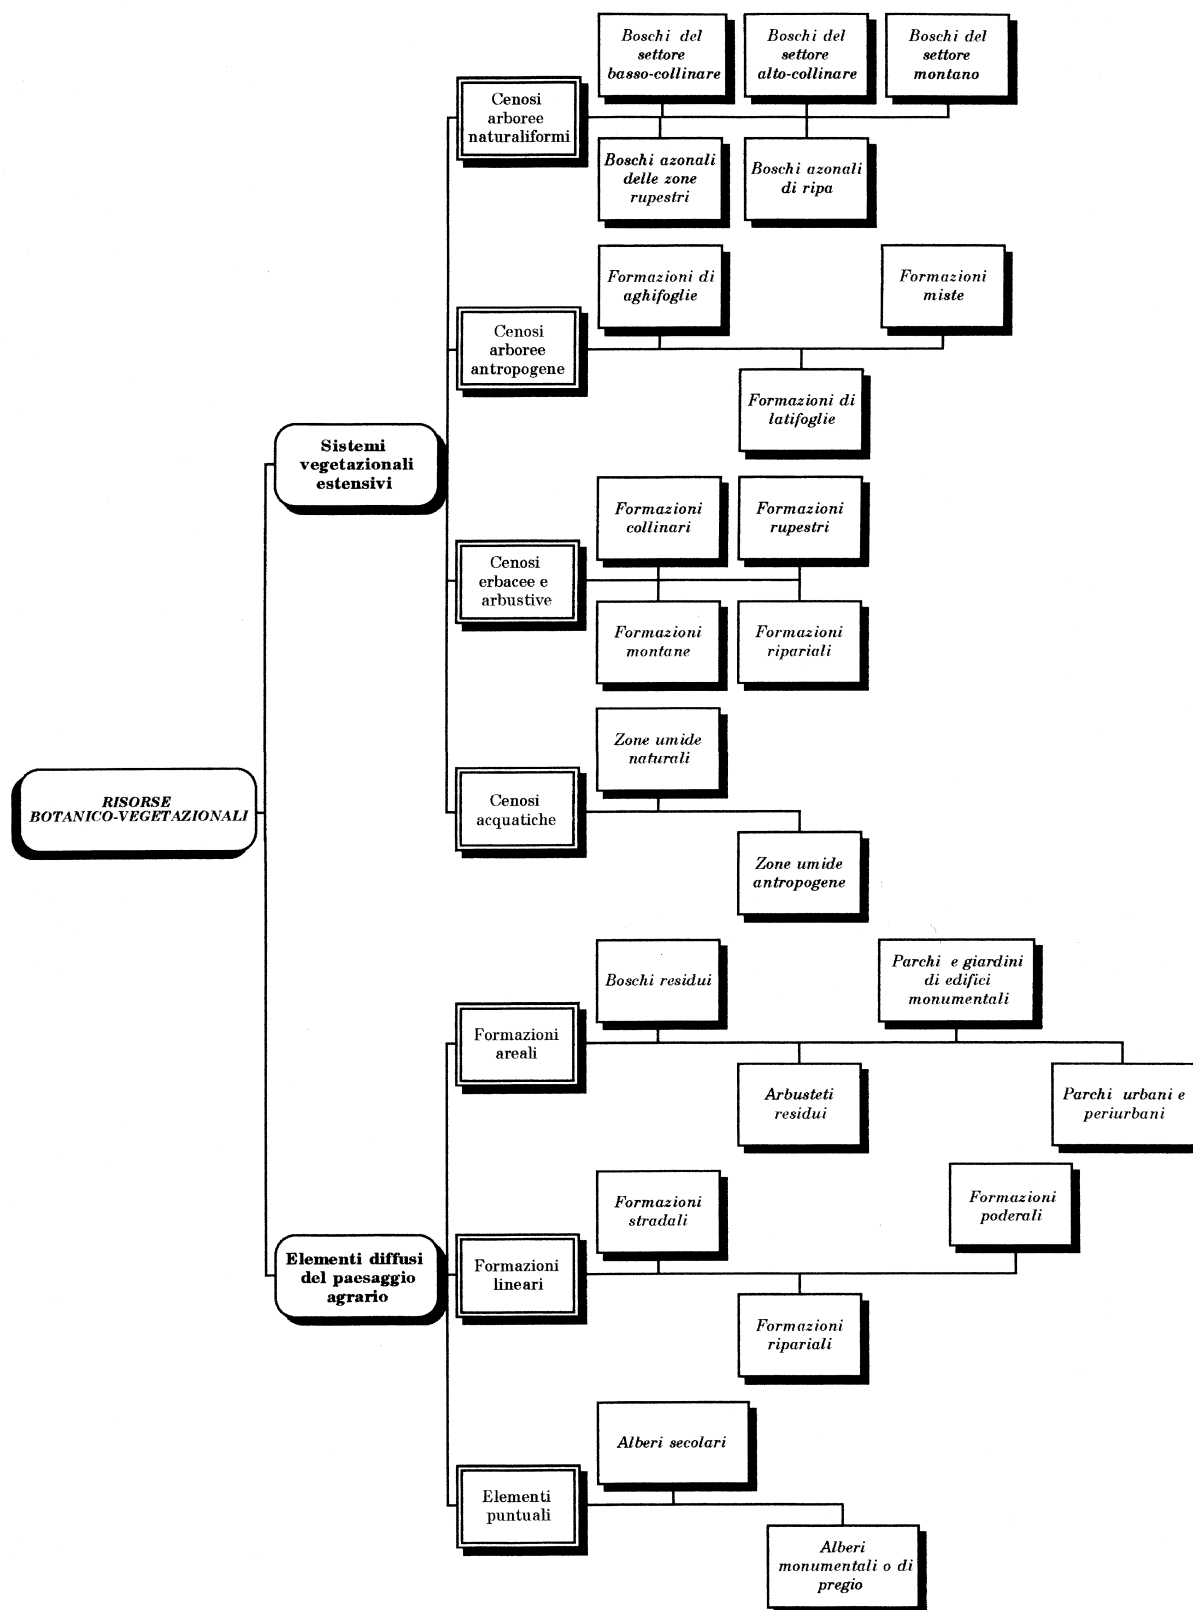 Boschi del
settore
basso-collinare
Boschi del
settore
alto-collinare
Boschi del
settore
montano
Cenosi
arboree
naturaliformi
Boschi azonali
delle zone
rupestri
Boschi azonali
di ripa
Formazioni di
aghifoglie
Formazioni
miste
Cenosi
arboree
antropogene
Formazioni di
latifoglie
Sistemi
vegetazionali
estensivi
Formazioni
collinari
Formazioni
rupestri
Cenosi
erbacee e
arbustive
Formazioni
montane
Formazioni
ripariali
Zone umide
naturali
RISORSE
BOTANICO-VEGETAZIONALI
Cenosi
acquatiche
Zone umide
antropogene
Boschi residui
Parchi e giardini
di edifici
monumentali
Formazioni
areali
Arbusteti
residui
Parchi urbani e
periurbani
Formazioni
stradali
Formazioni
poderali
Elementi diffusi
del paesaggio
agrario
Formazioni
lineari
Formazioni
ripariali
Alberi secolari
Elementi
puntuali
Alberi
monumentali o di
pregio